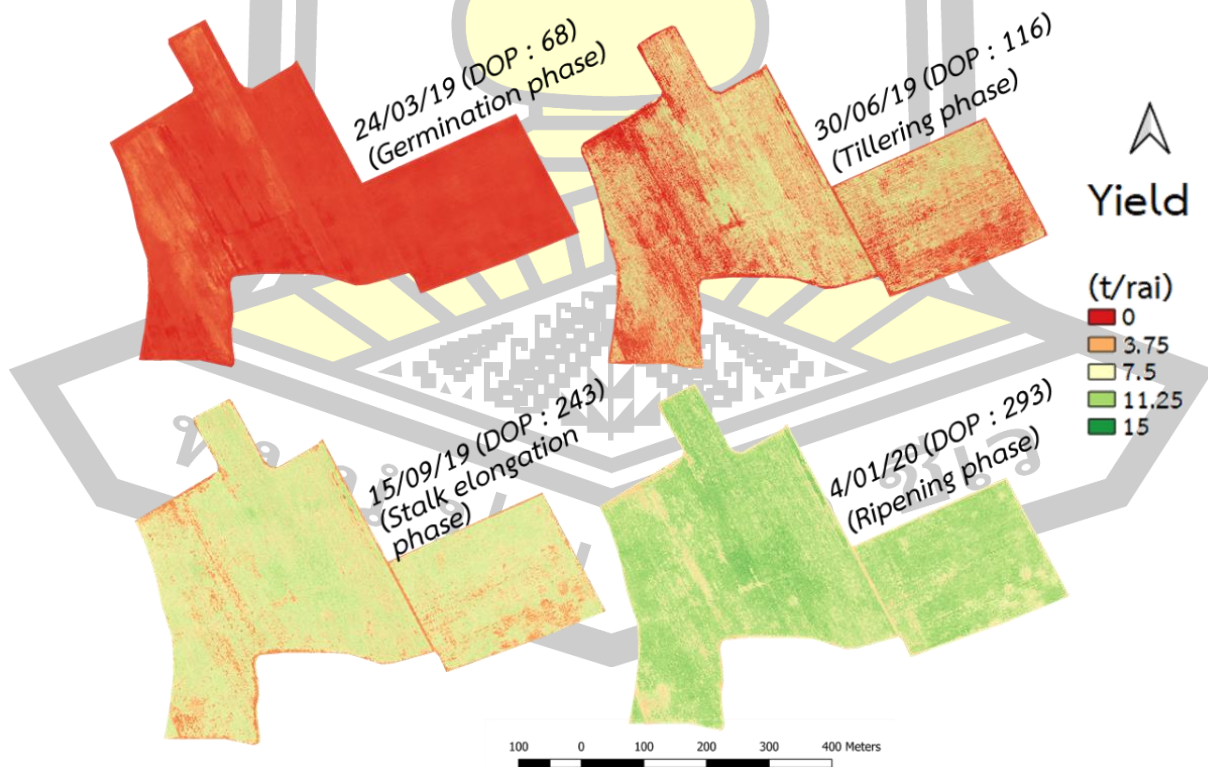 24/03/19 (DOP : 68)
(Germination phase)
30/06/19 (DOP : 116)
(Tillering phase)
Yield
(t/rai)
0
3.75
7.5
11.25
15
15/09/19 (DOP : 243)
(Stalk elongation
phase)
4/01/20 (DOP : 293)
(Ripening phase)
100 0 100 200 300 400 Meters